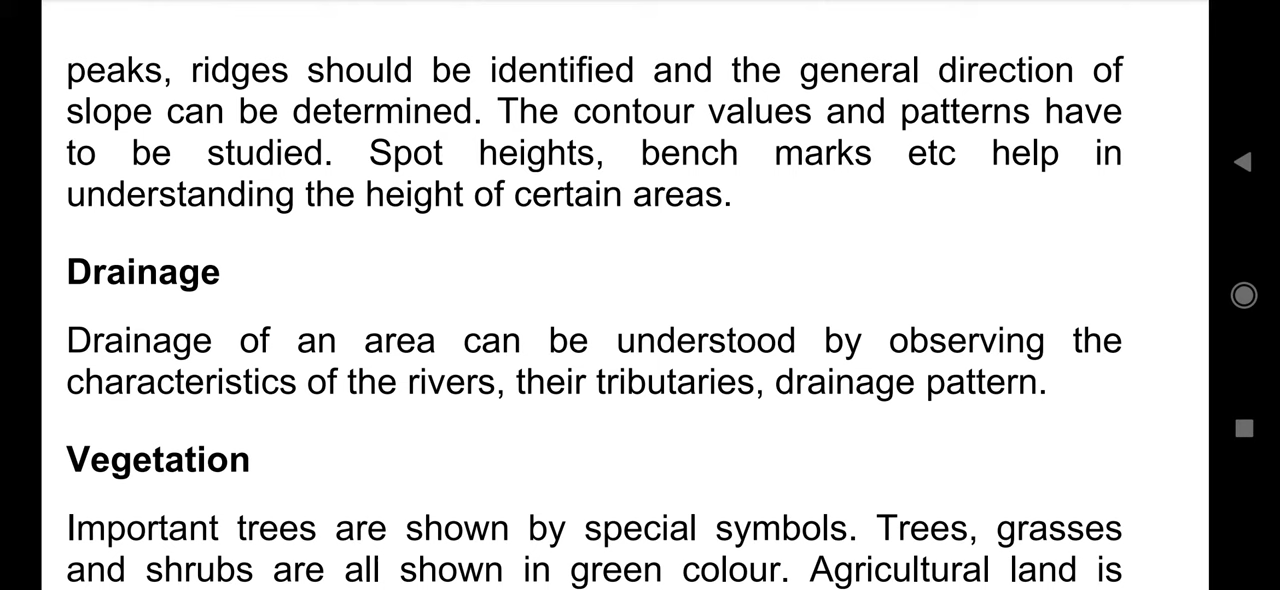 peaks, ridges should be identified and the general direction of
slope can be determined. The contour values and patterns have
to be studied. Spot heights, bench marks etc help in
understanding the height of certain areas.
Drainage
Drainage of an area can be understood by observing the
characteristics of the rivers, their tributaries, drainage pattern.
Vegetation
Important trees are shown by special symbols. Trees, grasses
and shrubs are all shown in green colour. Agricultural land is